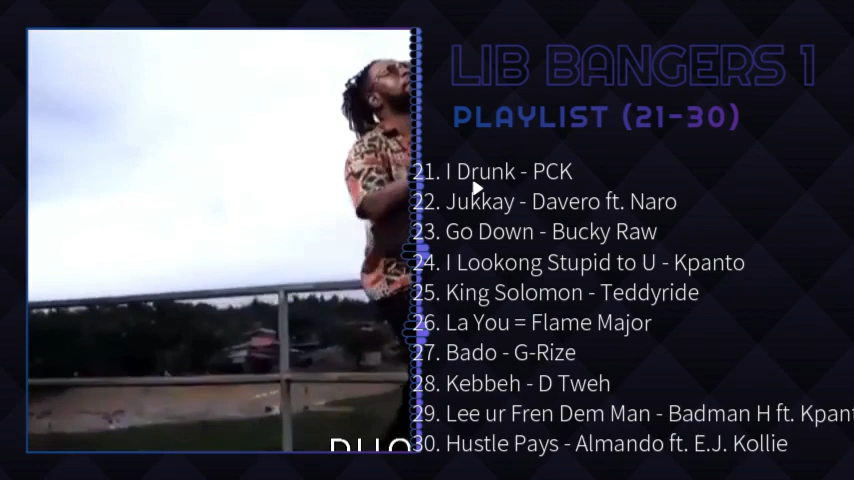 LIB BANGERS 1
PLAYLIST (21-30)
21. I Drunk - PCK
22. Jukkay - Davero ft. Naro
23. Go Down - Bucky Raw
24. I Lookong Stupid to U - Kpanto
25. King Solomon - Teddyride
26. La You = Flame Major
27. Bado - G-Rize
28. Kebbeh - D Tweh
29. Lee ur Fren Dem Man - Badman H ft. Kpant
30. Hustle Pays - Almando ft. E.J. Kollie